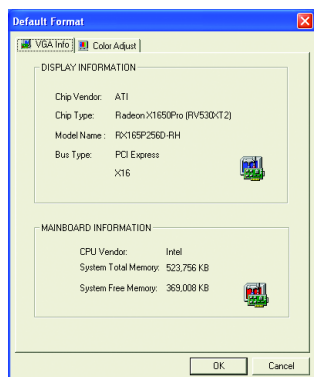 Default Format
VGA Info Color Adjust
DISPLAY INFORMATION
Chip Vendor: ATI
Chip Type: Radeon X1650Pro (RV530XT2)
Model Name : RX165P256D-RH
Bus Type: PCI Express
X16
MAINBOARD INFORMATION
CPU Vendor: Intel
System Total Memory: 523,756 KB
System Free Memory: 369,008 KB
OK Cancel